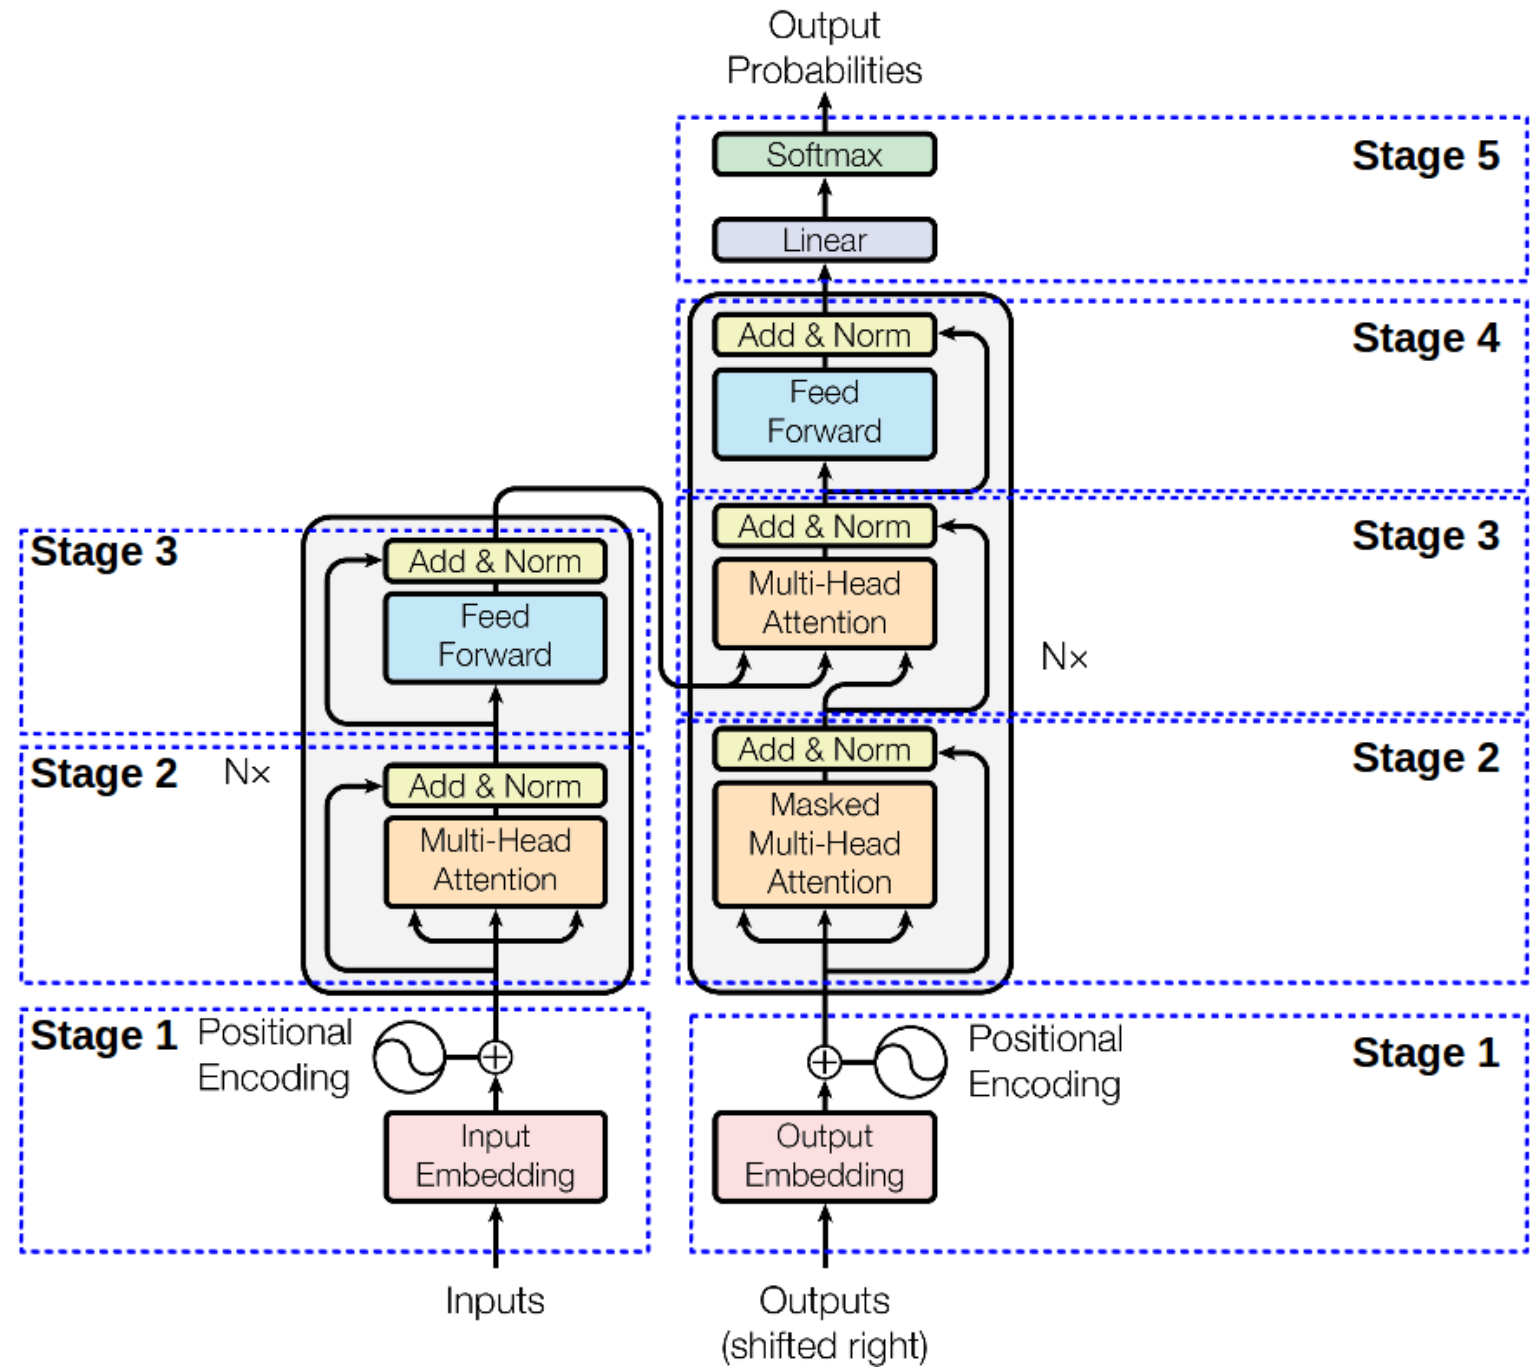 Output
Probabilities
Stage 5
Softmax
Linear
Stage 4
Add & Norm
Feed
Forward
Stage 3
Add & Norm
Multi-Head
Attention
Nx
Stage 2
Add & Norm
Masked
Multi-Head
Attention
Stage 3
Add & Norm
Feed
Forward
Stage 2
Nx
Add & Norm
Multi-Head
Attention
Stage 1
Positional
Encoding
Input
Embedding
Inputs
Stage 1
Positional
Encoding
Output
Embedding
Outputs
(shifted right)